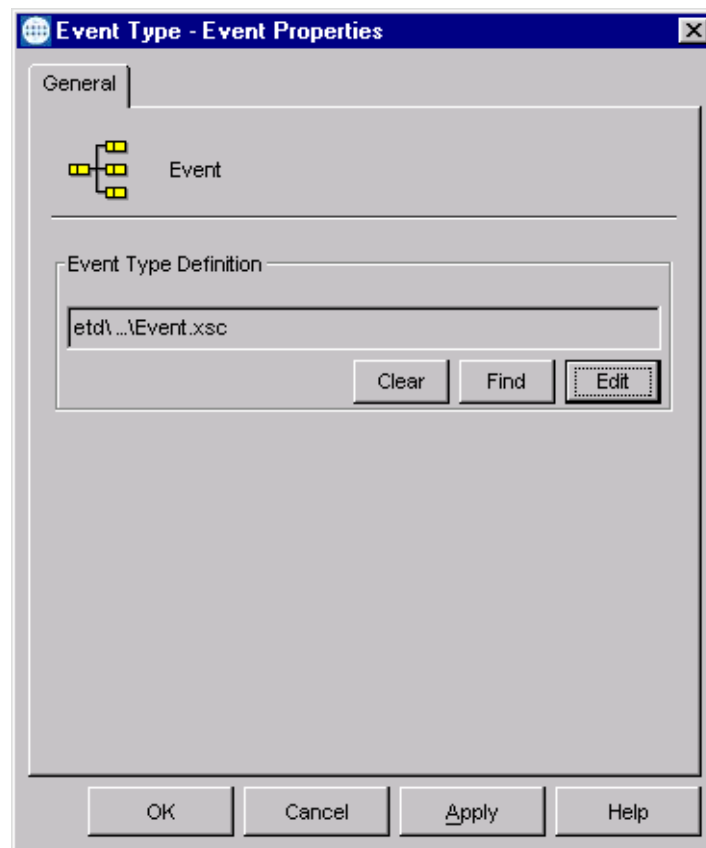 Event Type - Event Properties
General
Event
Event Type Definition
etd\ ...\Event.xsc
Clear Find Edit
OK Cancel Apply Help